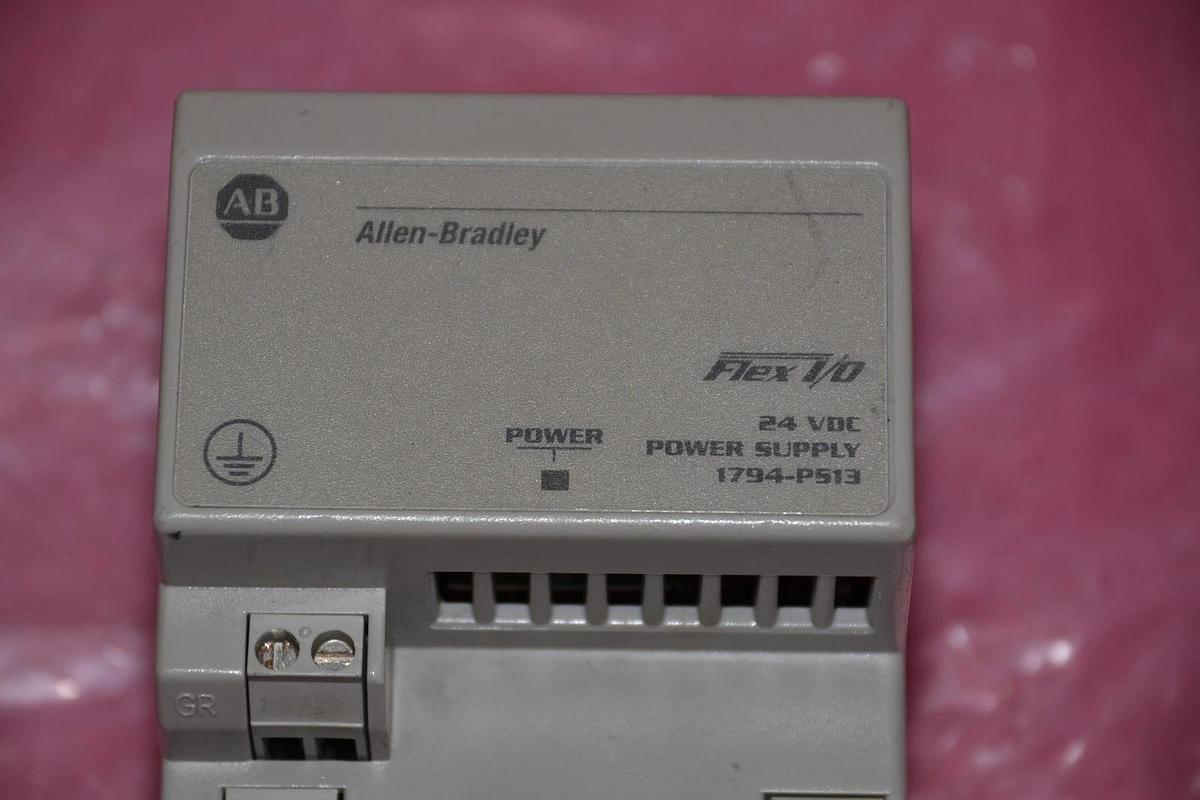 AB
Allen-Bradley
Flex I/O
24 VDC
POWER
POWER SUPPLY
1794-PS13
GR